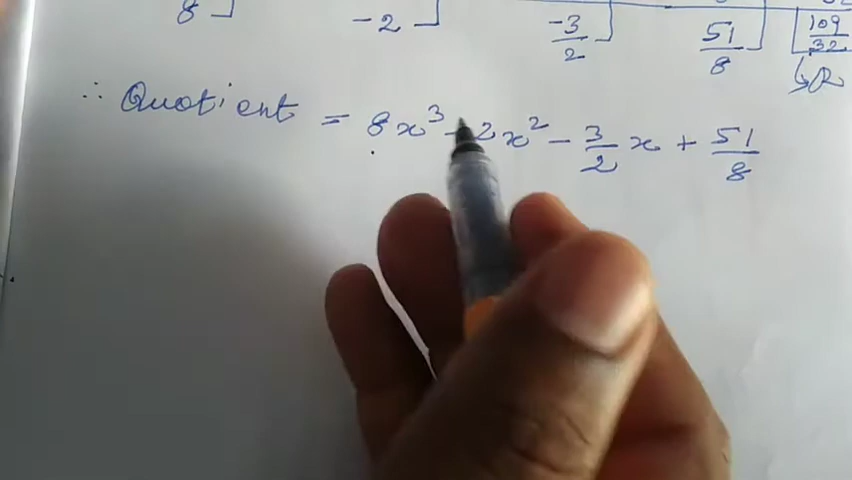 8 -2 -3/2 51/8 109/32
↳ R
∴ Quotient = 8x³ - 2x² - 3/2 x + 51/8